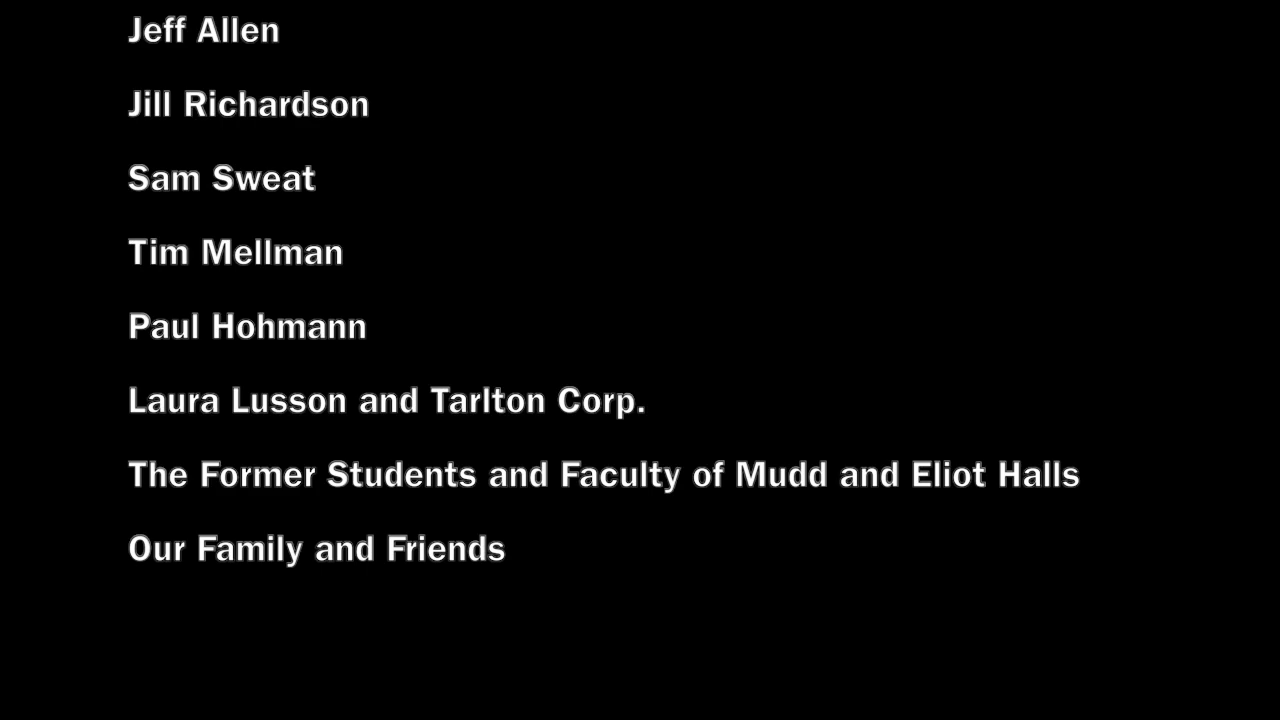 Jeff Allen
Jill Richardson
Sam Sweat
Tim Mellman
Paul Hohmann
Laura Lusson and Tarlton Corp.
The Former Students and Faculty of Mudd and Eliot Halls
Our Family and Friends